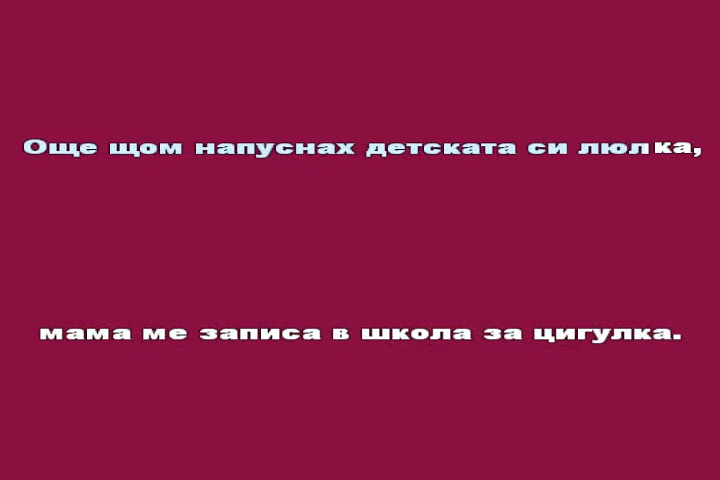 Още щом напуснах детската си люлка,
мама ме записа в школа за цигулка.